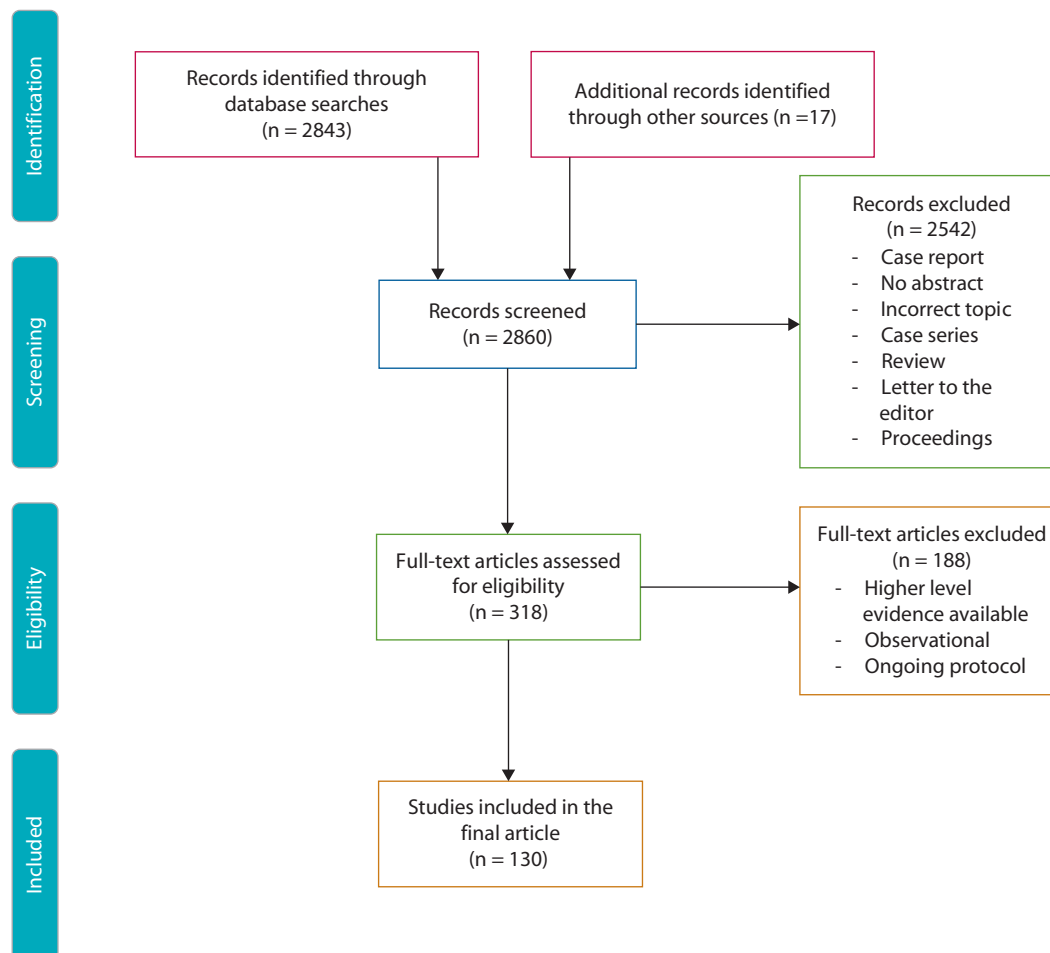 Identification
Records identified through
database searches
(n = 2843)
Additional records identified
through other sources (n =17)
Records excluded
(n = 2542)
- Case report
- No abstract
- Incorrect topic
- Case series
- Review
- Letter to the
editor
- Proceedings
Screening
Records screened
(n = 2860)
Eligibility
Full-text articles assessed
for eligibility
(n = 318)
Full-text articles excluded
(n = 188)
- Higher level
evidence available
- Observational
- Ongoing protocol
Included
Studies included in the
final article
(n = 130)